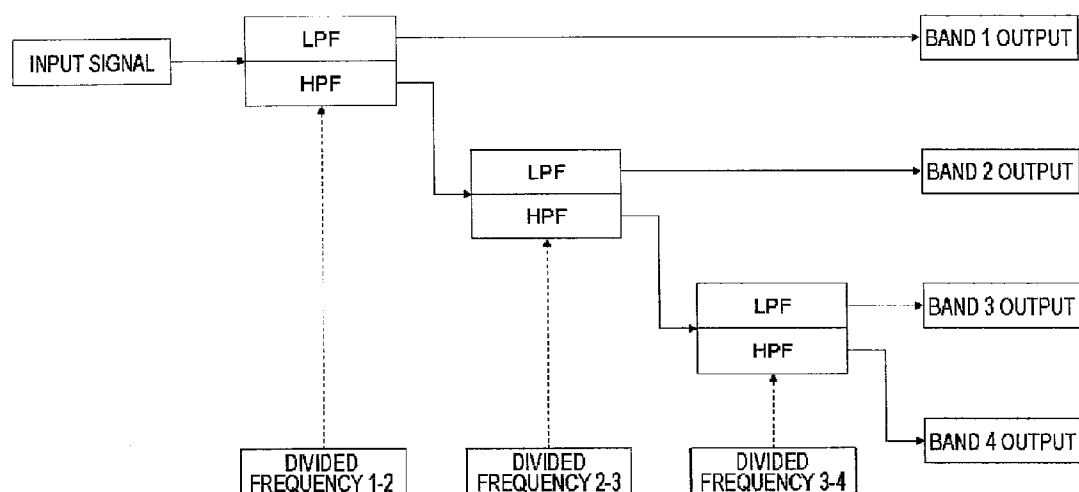 INPUT SIGNAL
LPF
HPF
BAND 1 OUTPUT
LPF
HPF
BAND 2 OUTPUT
LPF
HPF
BAND 3 OUTPUT
BAND 4 OUTPUT
DIVIDED
FREQUENCY 1-2
DIVIDED
FREQUENCY 2-3
DIVIDED
FREQUENCY 3-4